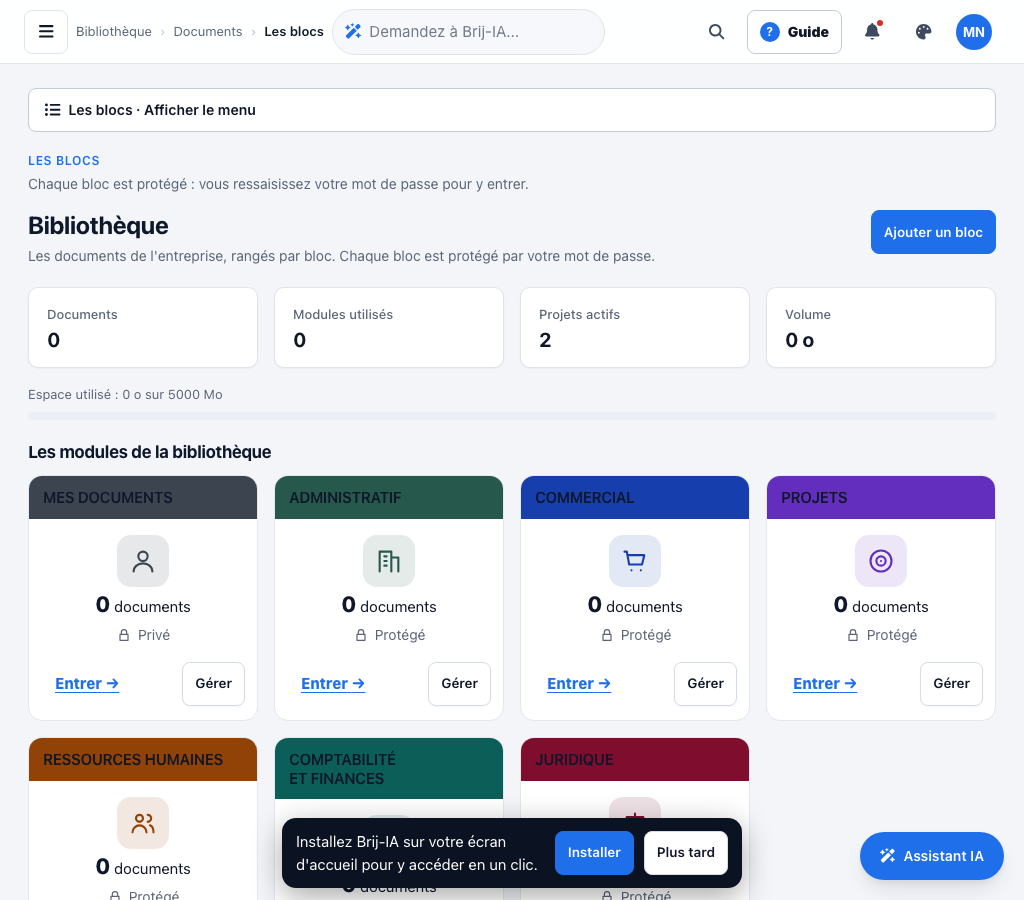 Bibliothèque › Documents › Les blocs
Demandez à Brij-IA...
? Guide
MN
Les blocs · Afficher le menu
LES BLOCS
Chaque bloc est protégé : vous ressaisissez votre mot de passe pour y entrer.
Bibliothèque
Les documents de l'entreprise, rangés par bloc. Chaque bloc est protégé par votre mot de passe.
Ajouter un bloc
Documents
0
Modules utilisés
0
Projets actifs
2
Volume
0 o
Espace utilisé : 0 o sur 5000 Mo
Les modules de la bibliothèque
MES DOCUMENTS
0 documents
Privé
Entrer →
Gérer
ADMINISTRATIF
0 documents
Protégé
Entrer →
Gérer
COMMERCIAL
0 documents
Protégé
Entrer →
Gérer
PROJETS
0 documents
Protégé
Entrer →
Gérer
RESSOURCES HUMAINES
0 documents
Protégé
COMPTABILITÉ
ET FINANCES
0 documents
JURIDIQUE
Protégé
Installez Brij-IA sur votre écran
d'accueil pour y accéder en un clic.
Installer
Plus tard
Assistant IA